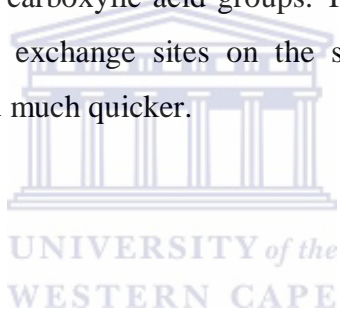 carboxylic acid groups. T
exchange sites on the s
much quicker.
UNIVERSITY of the
WESTERN CAPE